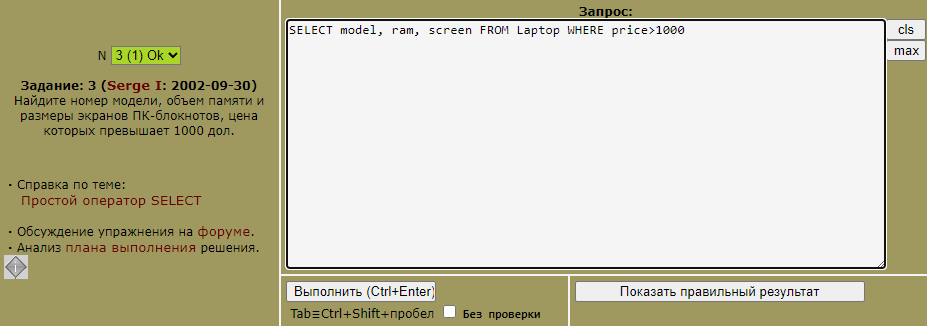 N 3 (1) Ok
Задание: 3 (Serge I: 2002-09-30)
Найдите номер модели, объем памяти и
размеры экранов ПК-блокнотов, цена
которых превышает 1000 дол.
· Справка по теме:
Простой оператор SELECT
· Обсуждение упражнения на форуме.
· Анализ плана выполнения решения.
i
Запрос:
SELECT model, ram, screen FROM Laptop WHERE price>1000
cls
max
Выполнить (Ctrl+Enter)
Tab≡Ctrl+Shift+пробел Без проверки
Показать правильный результат